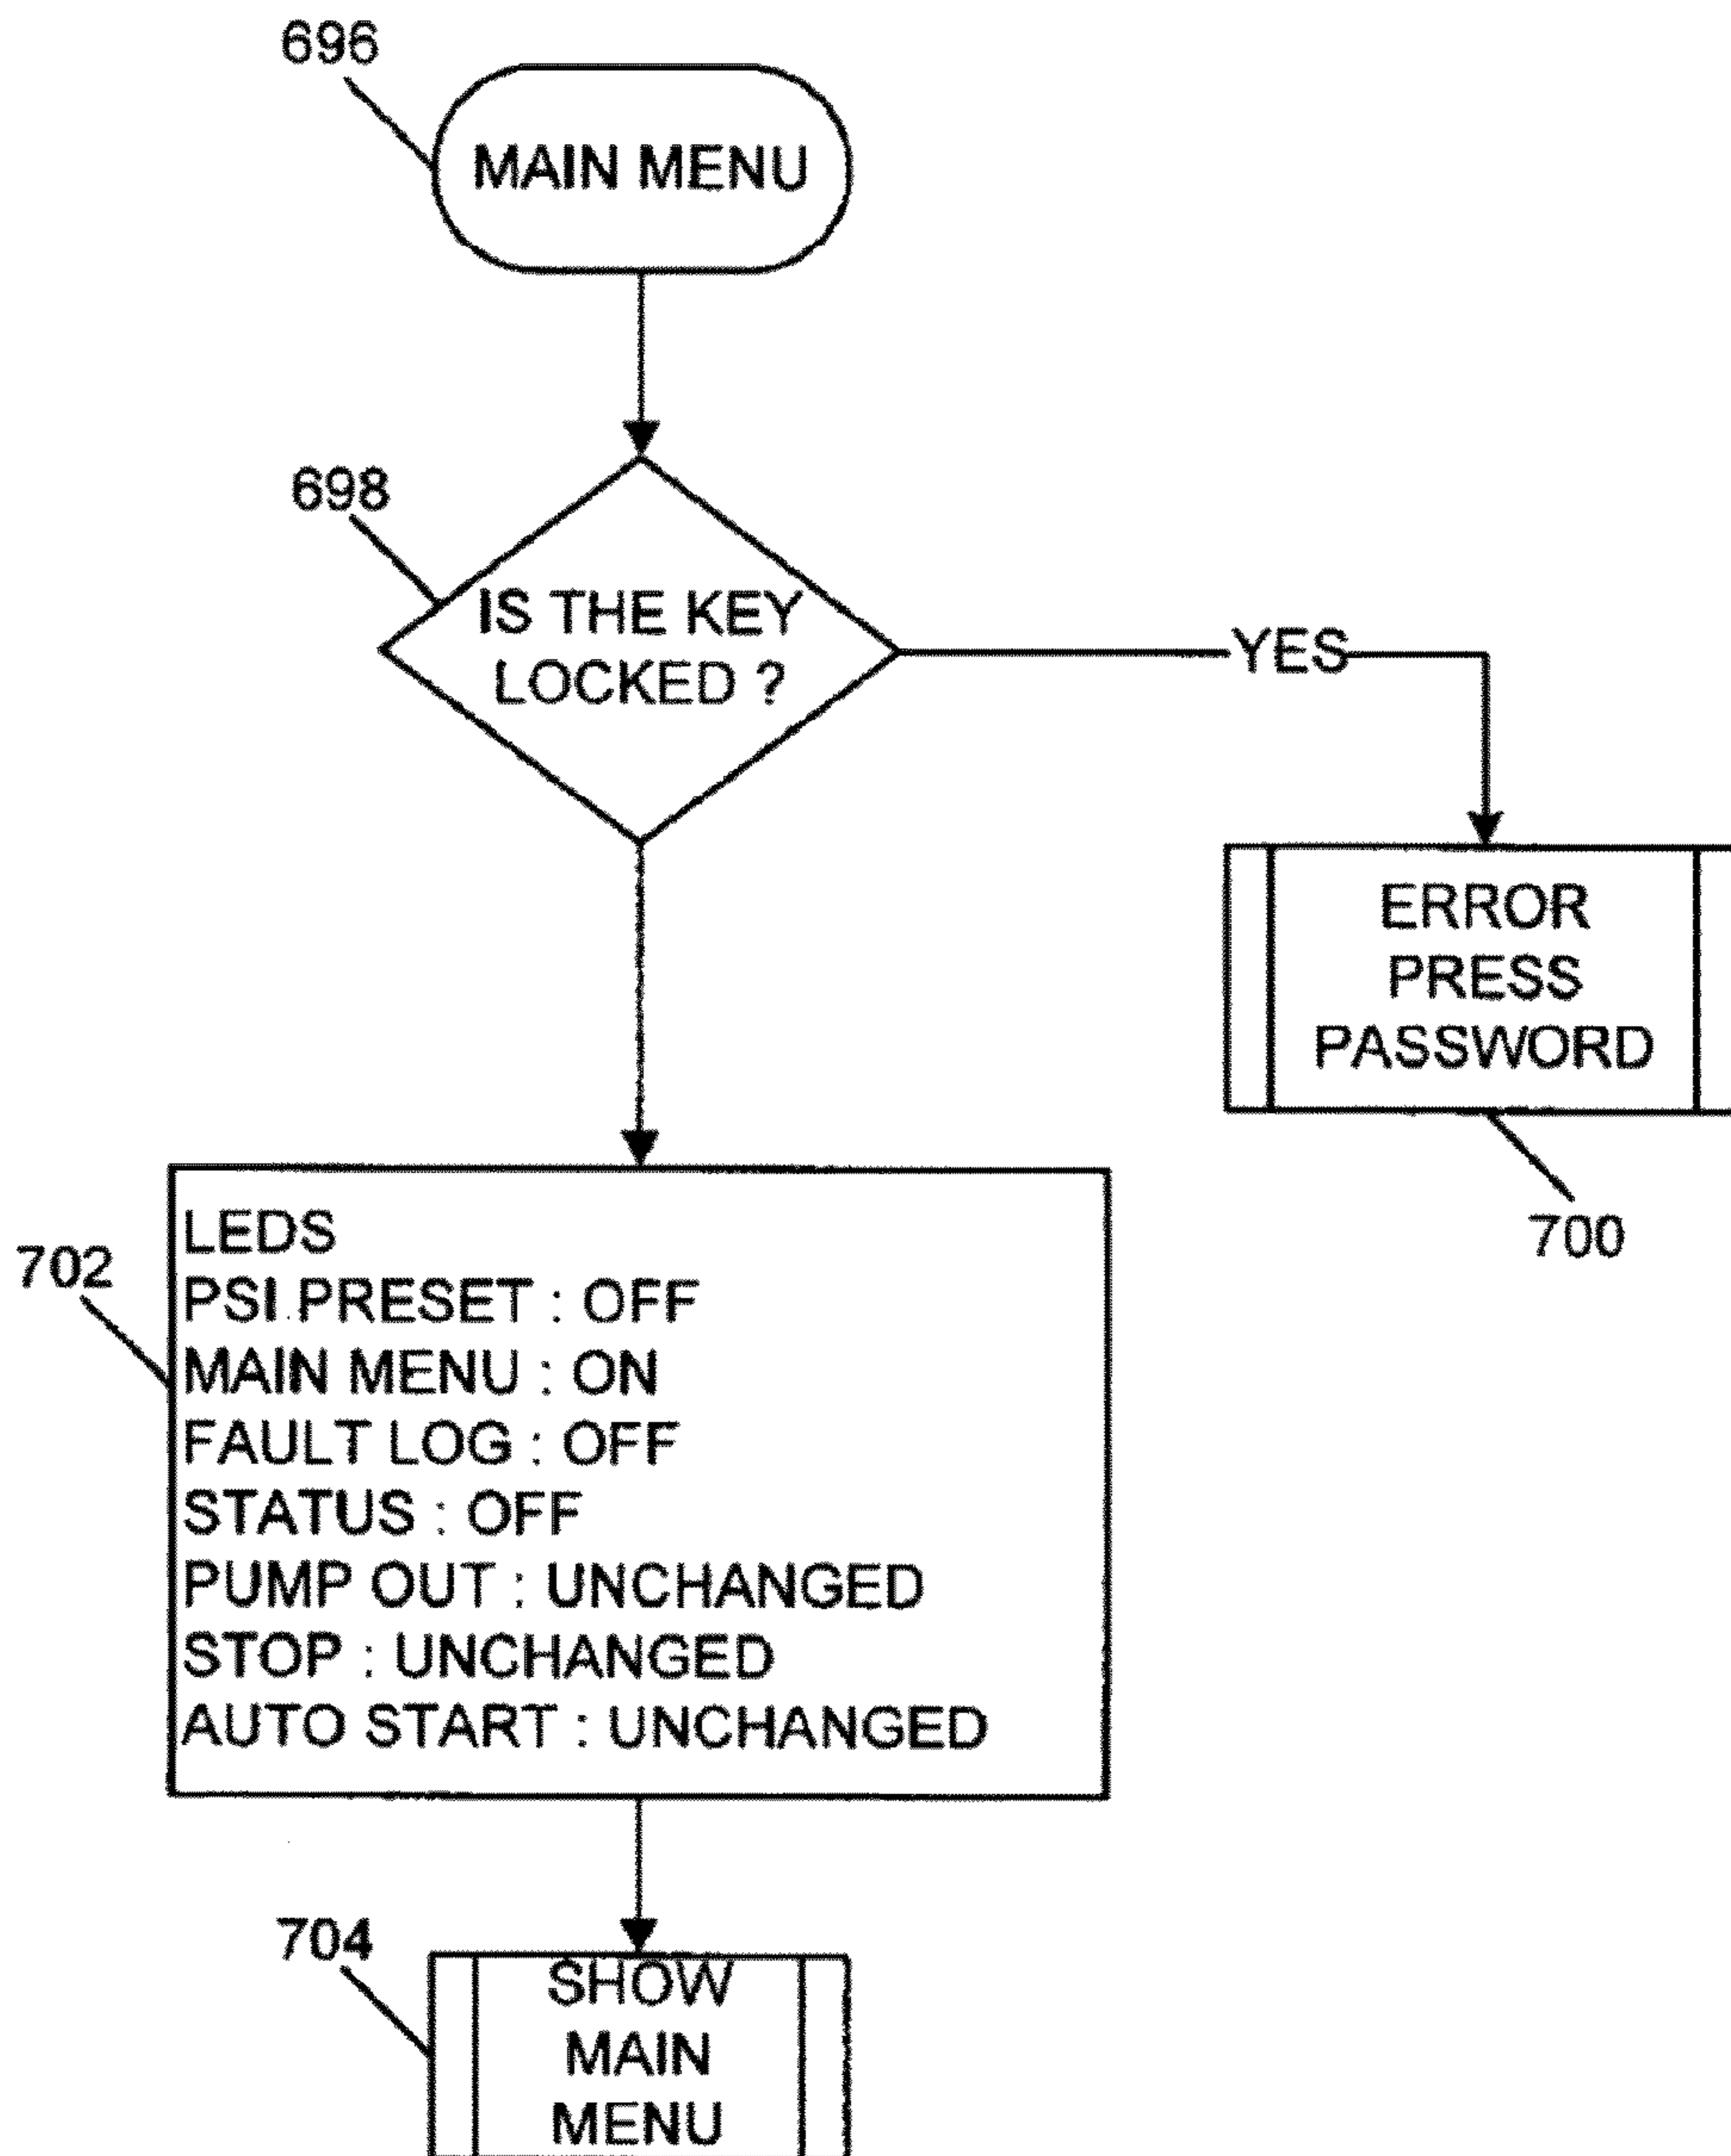 696
MAIN MENU
698
IS THE KEY
LOCKED ?
YES
ERROR
PRESS
PASSWORD
700
702
LEDS
PSI PRESET : OFF
MAIN MENU : ON
FAULT LOG : OFF
STATUS : OFF
PUMP OUT : UNCHANGED
STOP : UNCHANGED
AUTO START : UNCHANGED
704
SHOW
MAIN
MENU